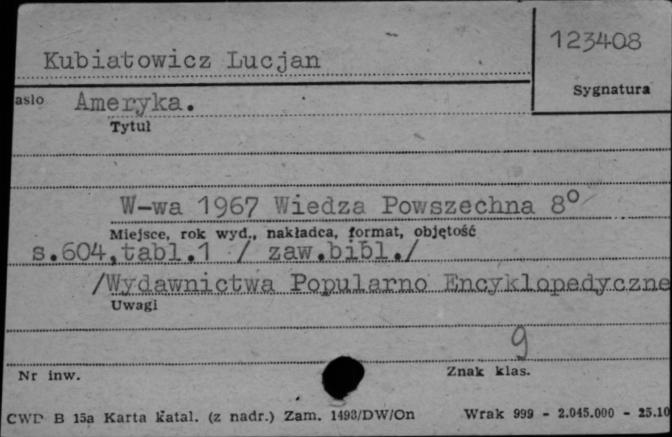 123408
Kubiatowicz Lucjan
Sygnatura
asło Ameryka.
Tytuł
W-wa 1967 Wiedza Powszechna 8°
Miejsce, rok wyd., nakładca, format, objętość
s.604,tabl.1 / zaw.bibl./
/Wydawnictwa Popularno Encyklopedyczne
Uwagi
9
Nr inw. Znak klas.
CWD B 15a Karta katal. (z nadr.) Zam. 1493/DW/On Wrak 999 - 2.045.000 - 25.10